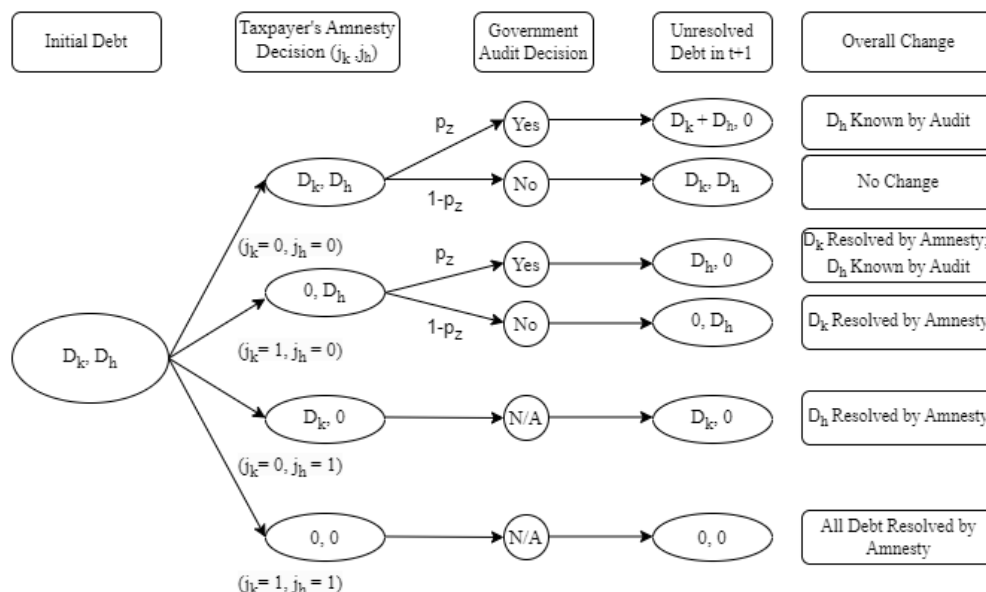 Initial Debt
Taxpayer's Amnesty
Decision (jₖ ,jₕ)
Government
Audit Decision
Unresolved
Debt in t+1
Overall Change
p_z
Yes
Dₖ + Dₕ, 0
Dₕ Known by Audit
Dₖ, Dₕ
1-p_z
No
Dₖ, Dₕ
No Change
(jₖ= 0, jₕ = 0)
p_z
Yes
Dₕ, 0
Dₖ Resolved by Amnesty;
Dₕ Known by Audit
0, Dₕ
1-p_z
No
0, Dₕ
Dₖ Resolved by Amnesty
(jₖ= 1, jₕ = 0)
Dₖ, Dₕ
Dₖ, 0
N/A
Dₖ, 0
Dₕ Resolved by Amnesty
(jₖ= 0, jₕ = 1)
0, 0
N/A
0, 0
All Debt Resolved by
Amnesty
(jₖ= 1, jₕ = 1)